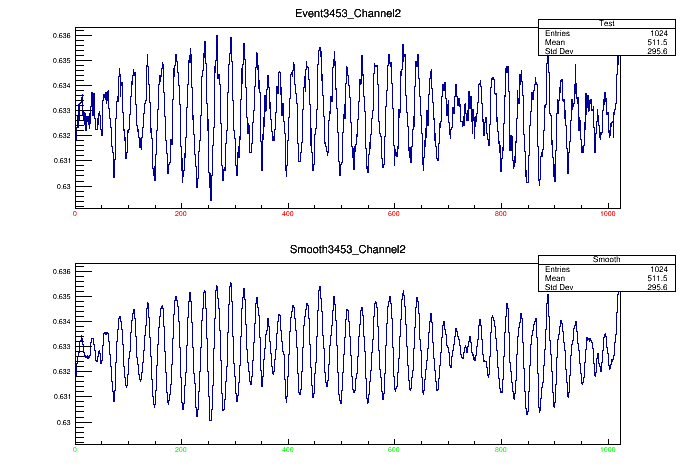 Event3453_Channel2
Test
Entries 1024
Mean 511.5
Std Dev 295.6
0.636
0.635
0.634
0.633
0.632
0.631
0.63
0 200 400 600 800 1000
Smooth3453_Channel2
Smooth
Entries 1024
Mean 511.5
Std Dev 295.6
0.636
0.635
0.634
0.633
0.632
0.631
0.63
0 200 400 600 800 1000